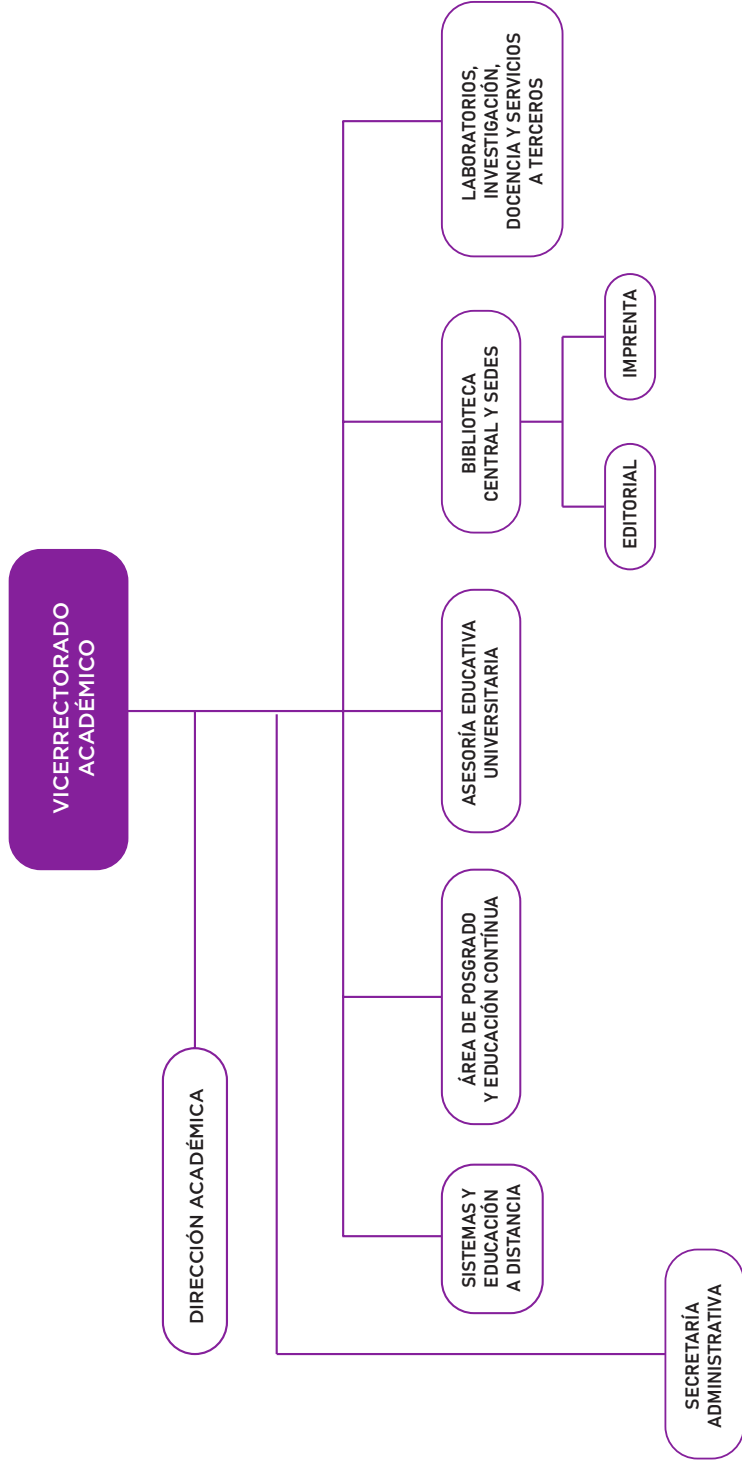 VICERRECTORADO
ACADÉMICO
DIRECCIÓN ACADÉMICA
SISTEMAS Y
EDUCACIÓN
A DISTANCIA
ÁREA DE POSGRADO
Y EDUCACIÓN CONTÍNUA
ASESORÍA EDUCATIVA
UNIVERSITARIA
BIBLIOTECA
CENTRAL Y SEDES
LABORATORIOS,
INVESTIGACIÓN,
DOCENCIA Y SERVICIOS
A TERCEROS
EDITORIAL
IMPRENTA
SECRETARÍA
ADMINISTRATIVA